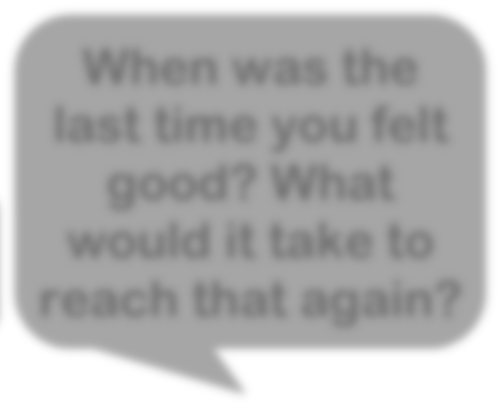 When was the
last time you felt
good? What
would it take to
reach that again?